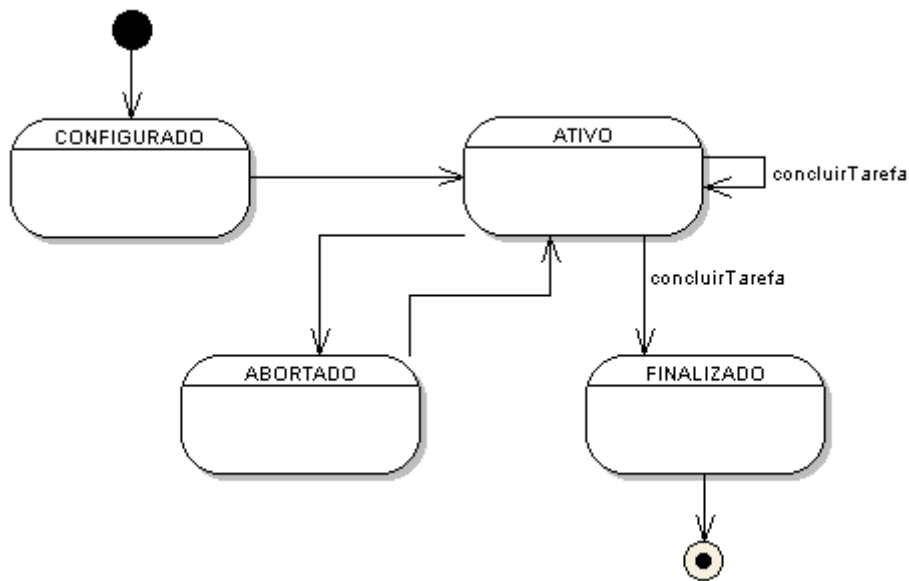 CONFIGURADO
ATIVO
concluirTarefa
concluirTarefa
ABORTADO
FINALIZADO